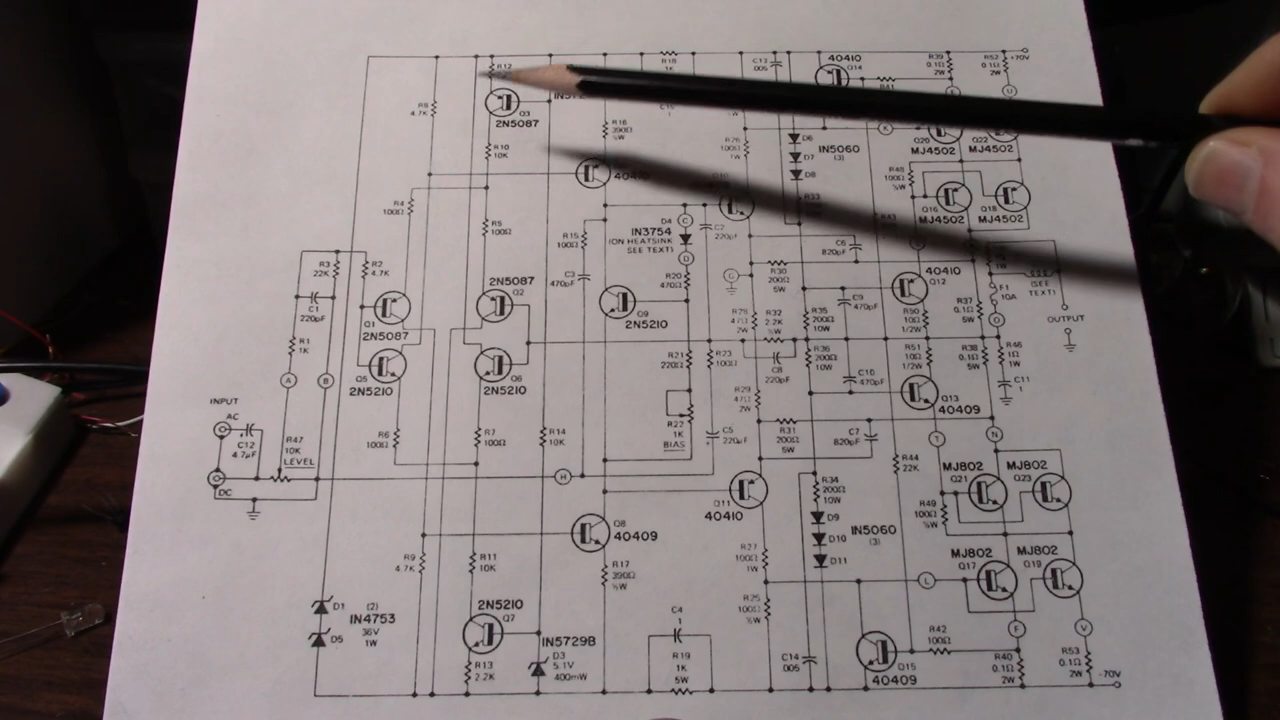 R12
R18
1K
C13
.005
40410
Q14
R39
0.1Ω
2W
R52
0.1Ω
2W
+70V
R41
R8
4.7K
Q3
2N5087
R16
390Ω
½W
R10
10K
R26
100Ω
1W
D6
D7
D8
IN5060
(3)
K
Q20
MJ4502
Q22
MJ4502
U
R48
100Ω
½W
R4
100Ω
R5
100Ω
R15
100Ω
D4
C
IN3754
(ON HEATSINK
SEE TEXT)
D
C2
220pF
R33
Q16
MJ4502
Q18
MJ4502
R3
22K
R2
4.7K
C1
220pF
R1
1K
Q1
2N5087
Q5
2N5210
2N5087
Q2
Q6
2N5210
C3
470pF
R20
470Ω
Q9
2N5210
G
R30
200Ω
5W
C6
820pF
C9
470pF
40410
Q12
R50
10Ω
1/2W
R51
10Ω
1/2W
R28
47Ω
2W
R32
2.2K
½W
R35
200Ω
10W
R36
200Ω
10W
R37
0.1Ω
5W
R38
0.1Ω
5W
F1
10A
(SEE
TEXT)
OUTPUT
O
R46
1Ω
1W
C11
1
A
B
R21
220Ω
R23
100Ω
C8
220pF
C10
470pF
Q13
40409
R22
1K
BIAS
R29
47Ω
2W
R31
200Ω
5W
C7
820pF
C5
220µF
INPUT
AC
C12
4.7µF
DC
R47
10K
LEVEL
R6
100Ω
R7
100Ω
R14
10K
H
T
N
R44
22K
MJ802
Q21
MJ802
Q23
R34
200Ω
10W
D9
D10
D11
IN5060
(3)
R49
100Ω
½W
Q11
40410
Q8
40409
R9
4.7K
R11
10K
R17
390Ω
½W
R27
100Ω
1W
R25
100Ω
½W
L
MJ802
Q17
MJ802
Q19
D1
D5
(2)
IN4753
36V
1W
2N5210
Q7
R13
2.2K
IN5729B
D3
5.1V
400mW
C4
1
R19
1K
5W
C14
.005
Q15
40409
R42
100Ω
F
V
R40
0.1Ω
2W
R53
0.1Ω
2W
-70V